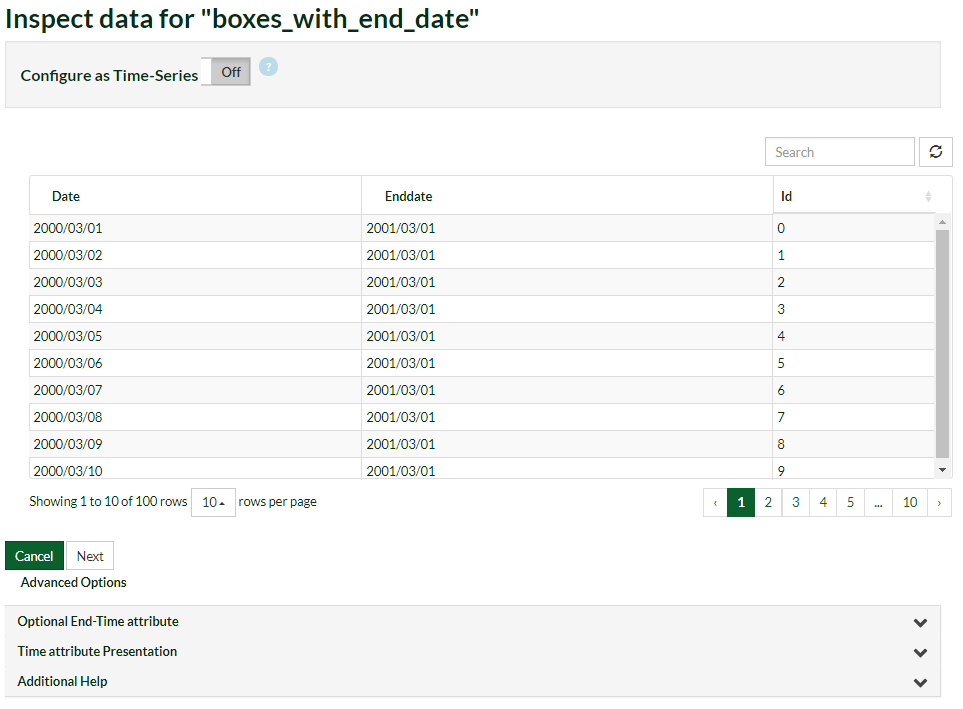 Inspect data for "boxes_with_end_date"
Configure as Time-Series Off ?
Search
Date Enddate Id
2000/03/01 2001/03/01 0
2000/03/02 2001/03/01 1
2000/03/03 2001/03/01 2
2000/03/04 2001/03/01 3
2000/03/05 2001/03/01 4
2000/03/06 2001/03/01 5
2000/03/07 2001/03/01 6
2000/03/08 2001/03/01 7
2000/03/09 2001/03/01 8
2000/03/10 2001/03/01 9
Showing 1 to 10 of 100 rows 10 rows per page ‹ 1 2 3 4 5 ... 10 ›
Cancel Next
Advanced Options
Optional End-Time attribute
Time attribute Presentation
Additional Help